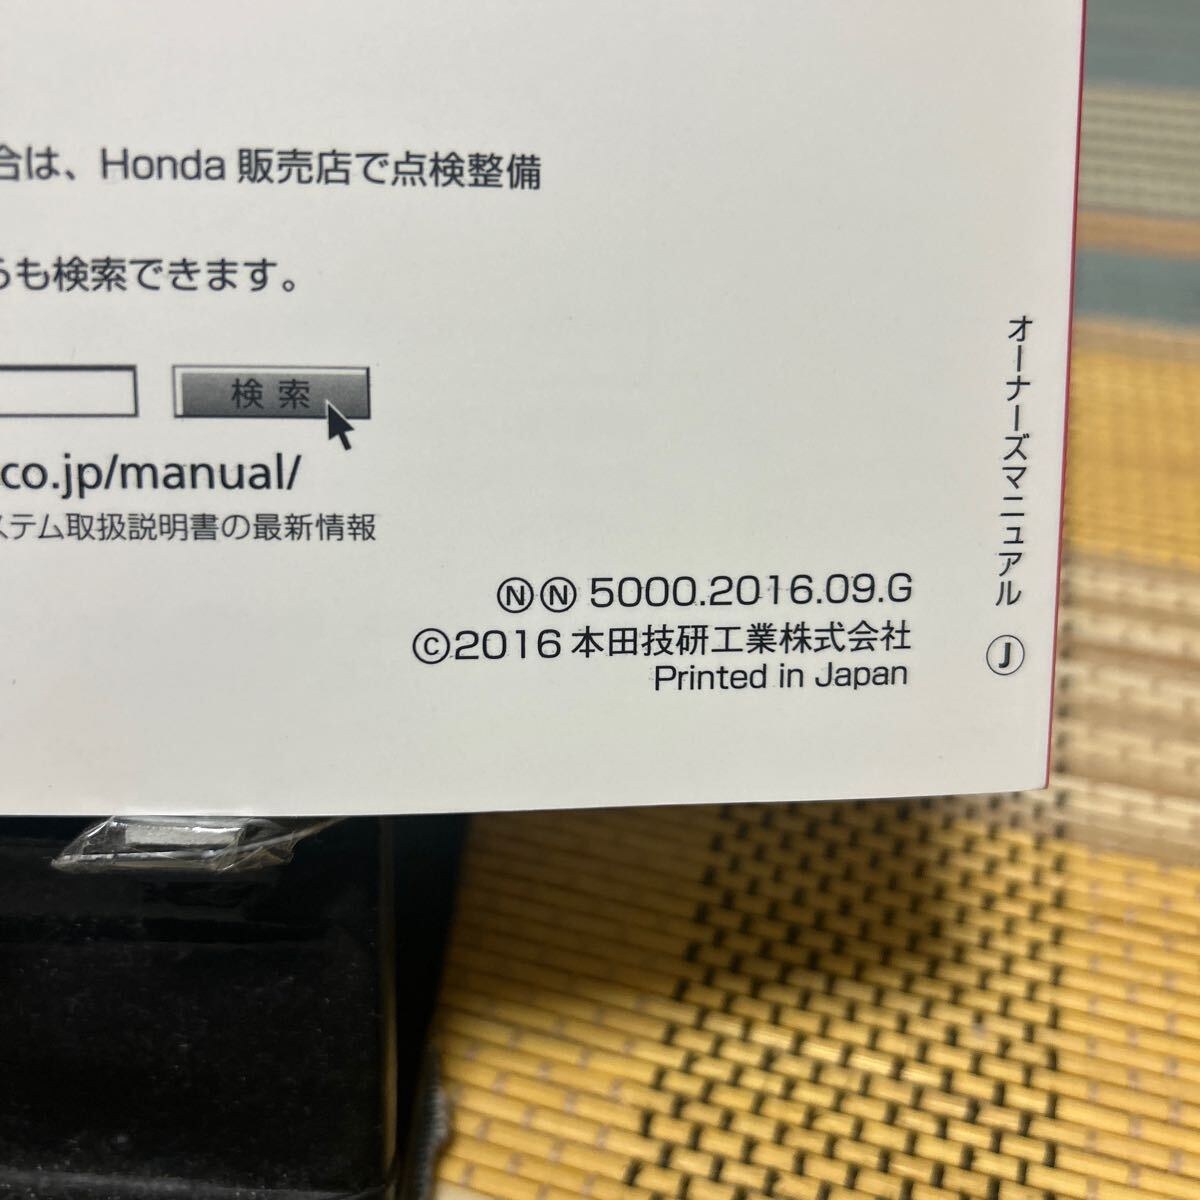 合は、Honda 販売店で点検整備
らも検索できます。
検索
.co.jp/manual/
ステム取扱説明書の最新情報
ⓃⓃ 5000.2016.09.G
©2016 本田技研工業株式会社
Printed in Japan
オーナーズマニュアル Ⓙ